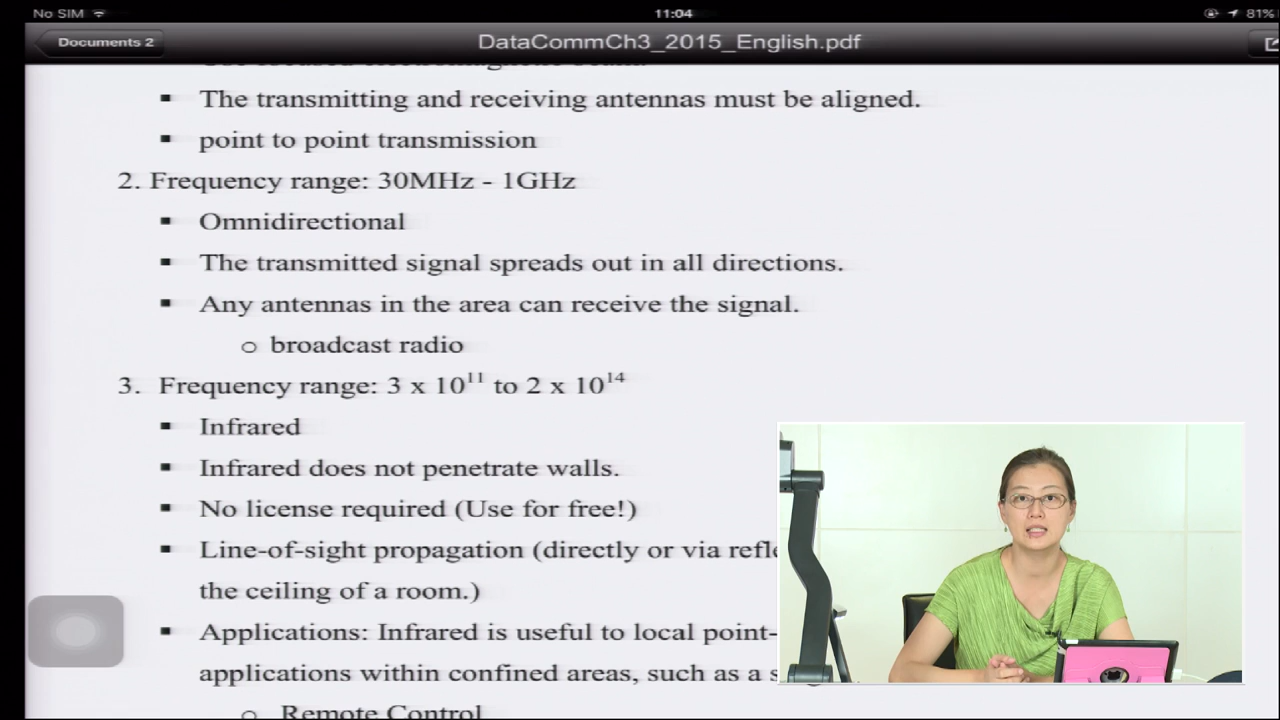 No SIM
11:04
81%
Documents 2
DataCommCh3_2015_English.pdf
▪ The transmitting and receiving antennas must be aligned.
▪ point to point transmission
2. Frequency range: 30MHz - 1GHz
▪ Omnidirectional
▪ The transmitted signal spreads out in all directions.
▪ Any antennas in the area can receive the signal.
o broadcast radio
3. Frequency range: 3 x 10¹¹ to 2 x 10¹⁴
▪ Infrared
▪ Infrared does not penetrate walls.
▪ No license required (Use for free!)
▪ Line-of-sight propagation (directly or via
the ceiling of a room.)
▪ Applications: Infrared is useful to local point-
applications within confined areas, such as a
o Remote Control